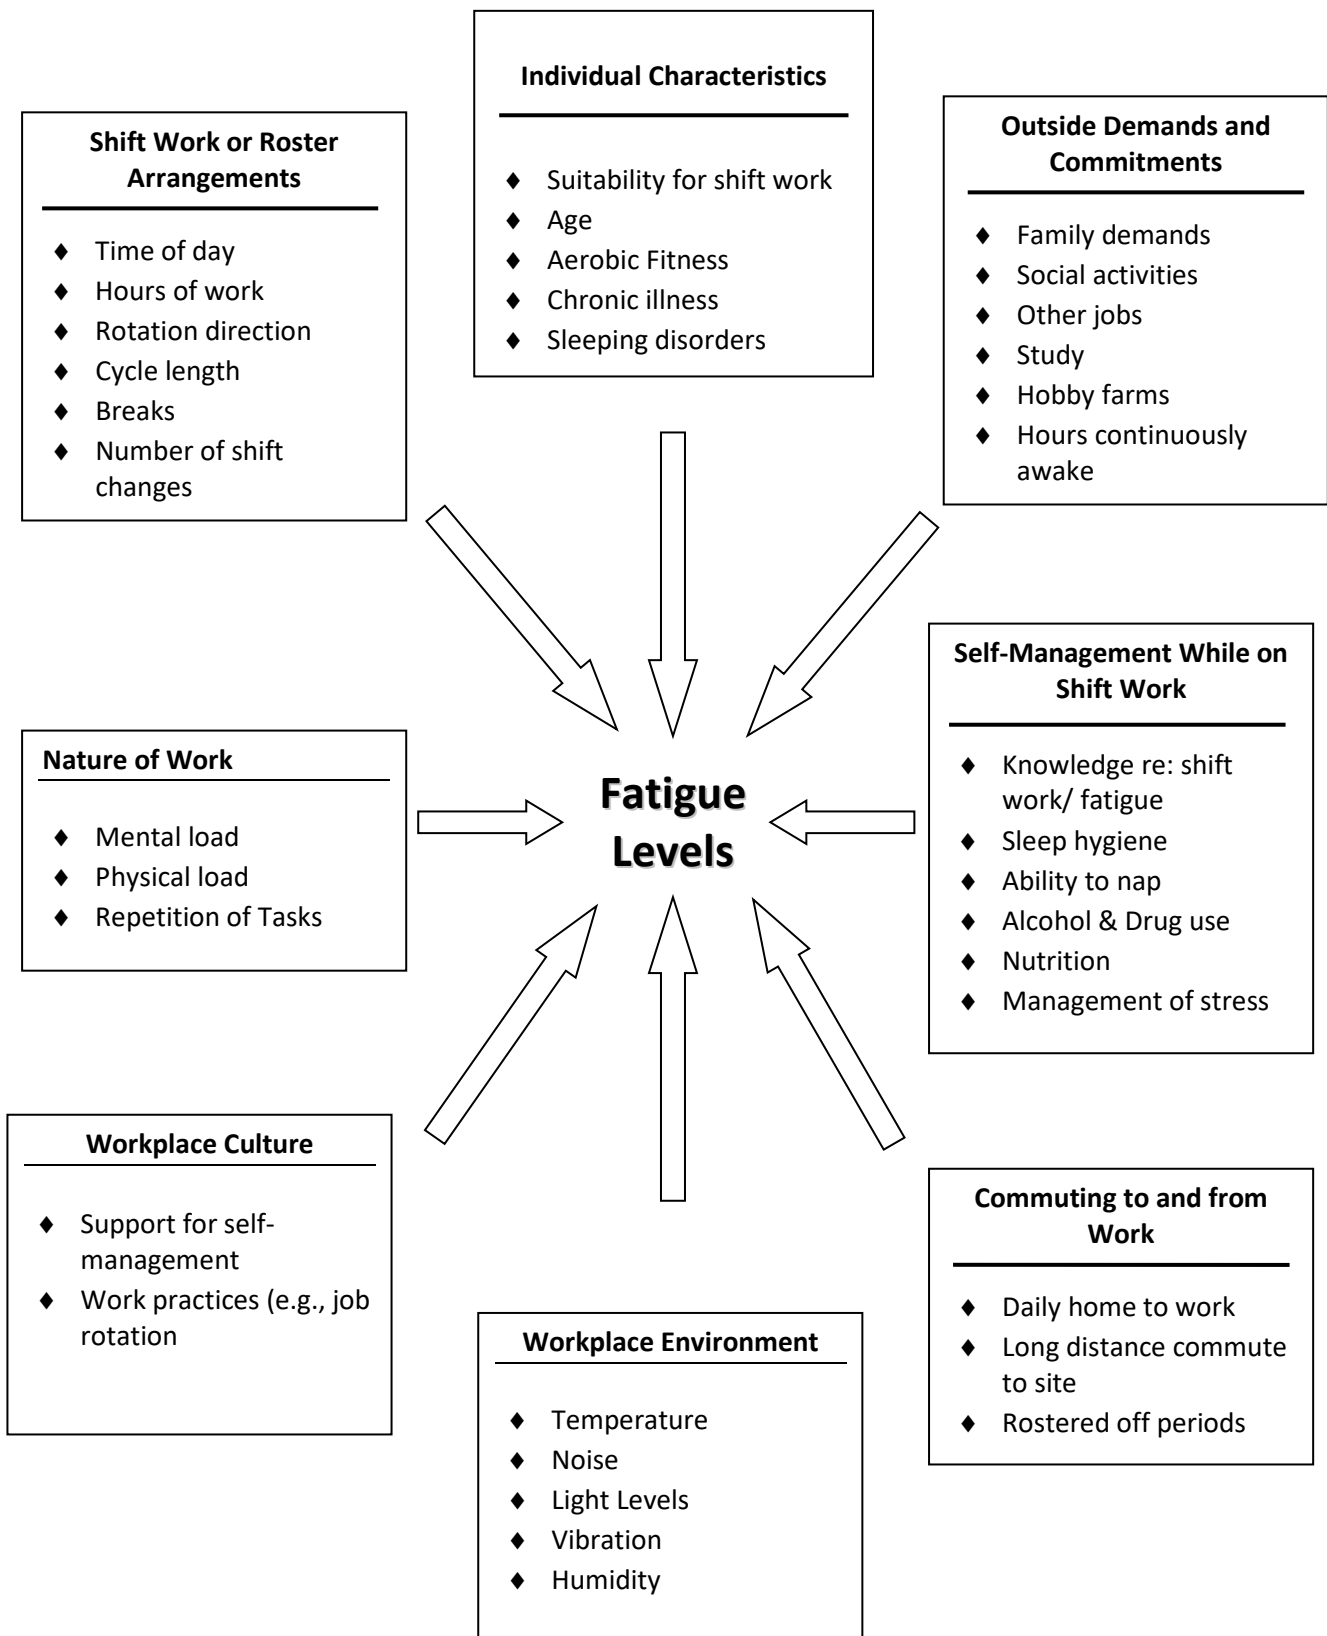 Individual Characteristics
♦ Suitability for shift work
♦ Age
♦ Aerobic Fitness
♦ Chronic illness
♦ Sleeping disorders
Shift Work or Roster
Arrangements
♦ Time of day
♦ Hours of work
♦ Rotation direction
♦ Cycle length
♦ Breaks
♦ Number of shift
changes
Outside Demands and
Commitments
♦ Family demands
♦ Social activities
♦ Other jobs
♦ Study
♦ Hobby farms
♦ Hours continuously
awake
Nature of Work
♦ Mental load
♦ Physical load
♦ Repetition of Tasks
Fatigue
Levels
Self-Management While on
Shift Work
♦ Knowledge re: shift
work/ fatigue
♦ Sleep hygiene
♦ Ability to nap
♦ Alcohol & Drug use
♦ Nutrition
♦ Management of stress
Workplace Culture
♦ Support for self-
management
♦ Work practices (e.g., job
rotation
Workplace Environment
♦ Temperature
♦ Noise
♦ Light Levels
♦ Vibration
♦ Humidity
Commuting to and from
Work
♦ Daily home to work
♦ Long distance commute
to site
♦ Rostered off periods